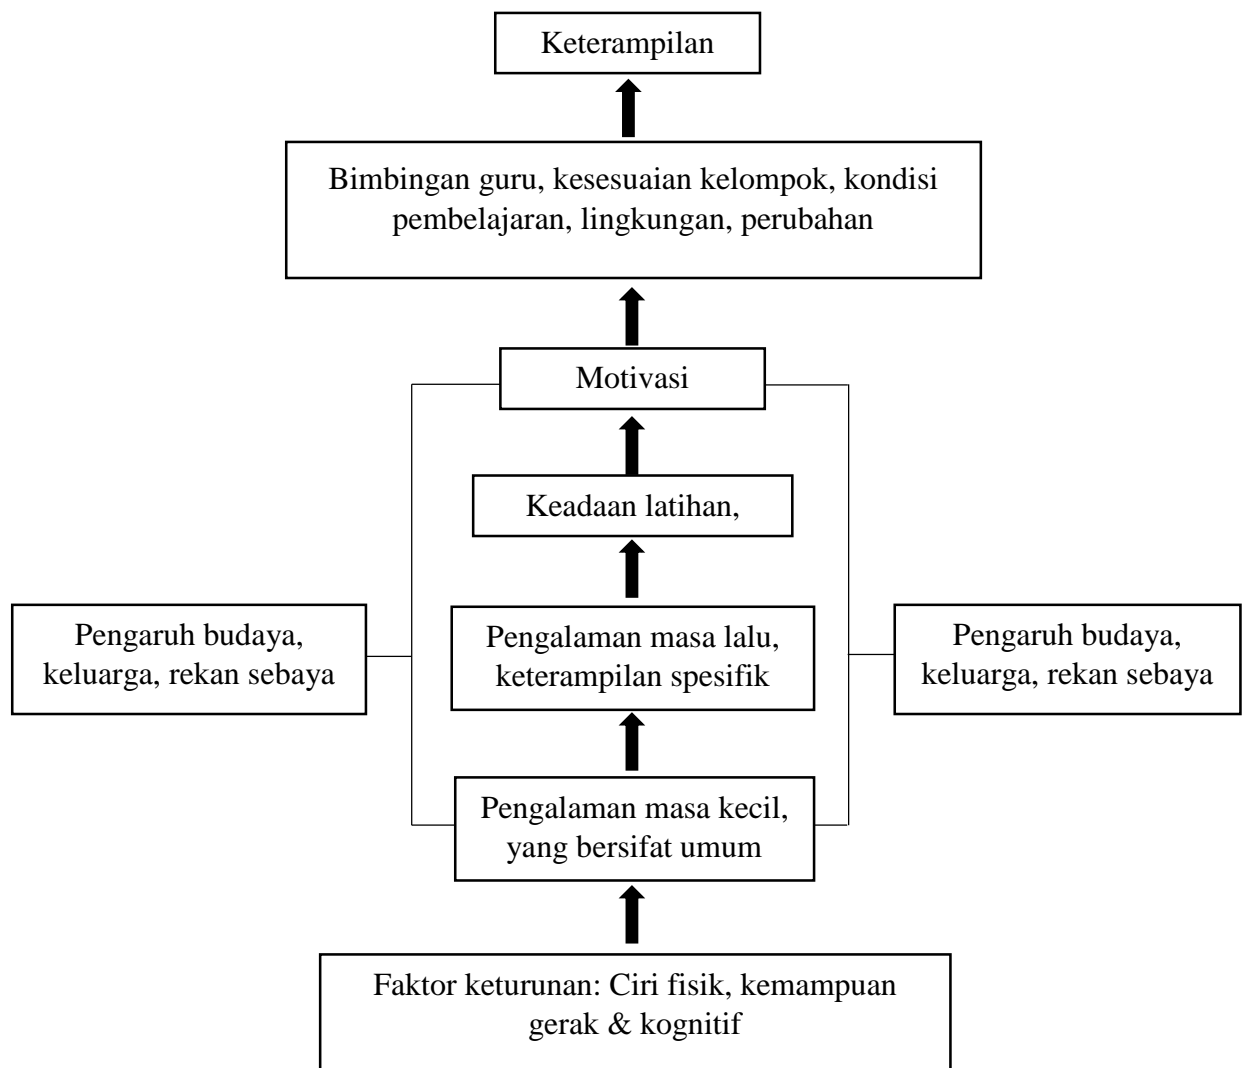 Keterampilan
Bimbingan guru, kesesuaian kelompok, kondisi
pembelajaran, lingkungan, perubahan
Motivasi
Keadaan latihan,
Pengaruh budaya,
keluarga, rekan sebaya
Pengalaman masa lalu,
keterampilan spesifik
Pengaruh budaya,
keluarga, rekan sebaya
Pengalaman masa kecil,
yang bersifat umum
Faktor keturunan: Ciri fisik, kemampuan
gerak & kognitif